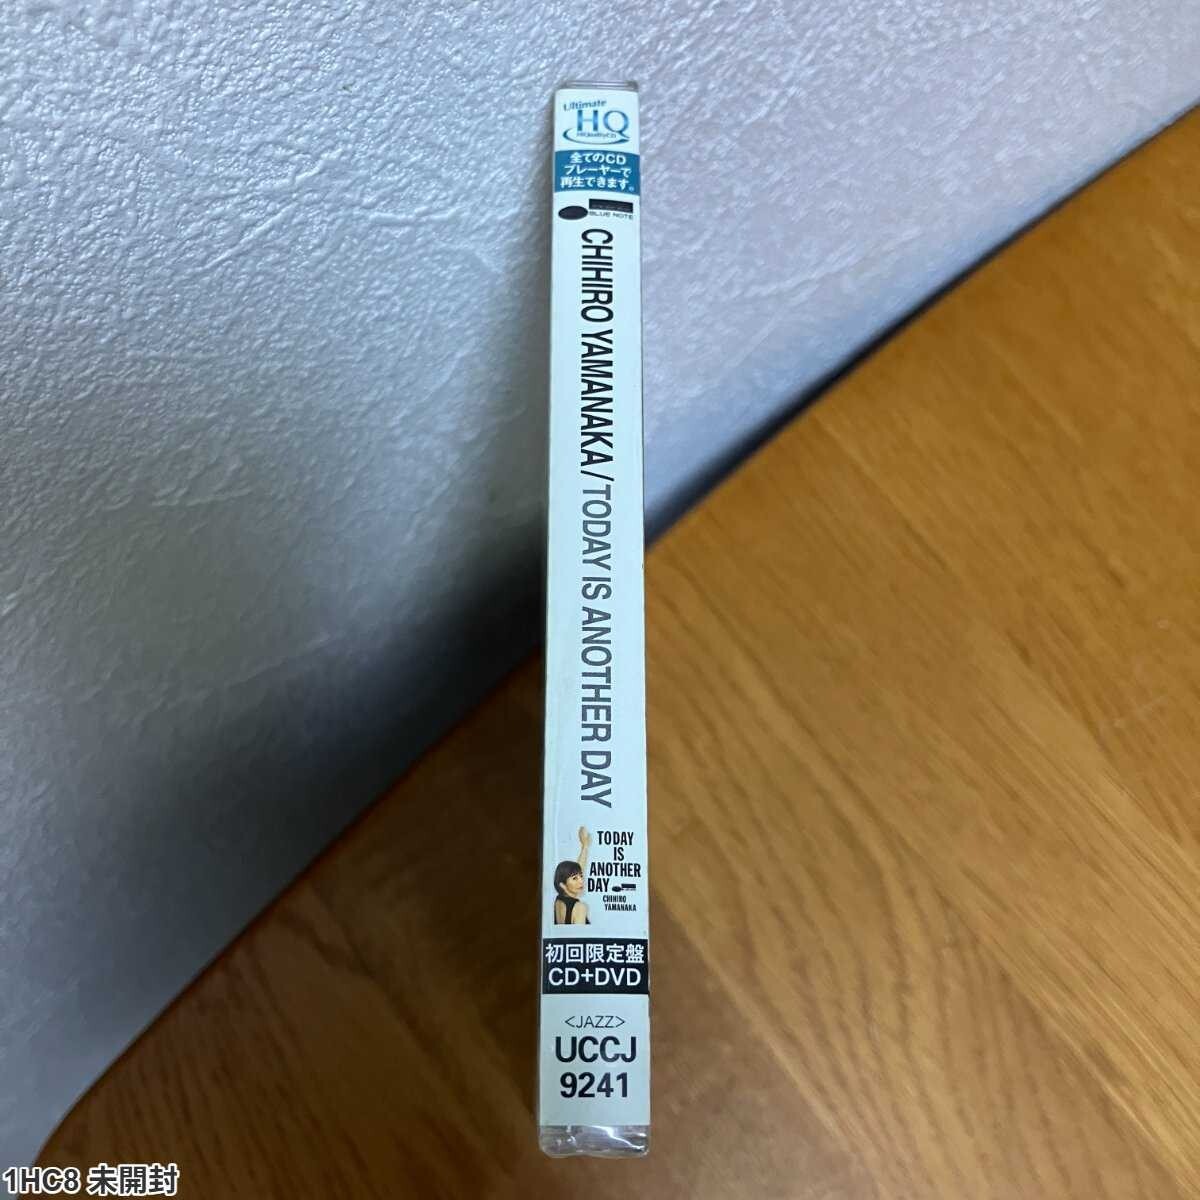 Ultimate
HQ
HiQualityCD
全てのCD
プレーヤーで
再生できます。
BLUE NOTE
CHIHIRO YAMANAKA/TODAY IS ANOTHER DAY
TODAY
IS
ANOTHER
DAY
CHIHIRO
YAMANAKA
初回限定盤
CD+DVD
<JAZZ>
UCCJ
9241
1HC8 未開封